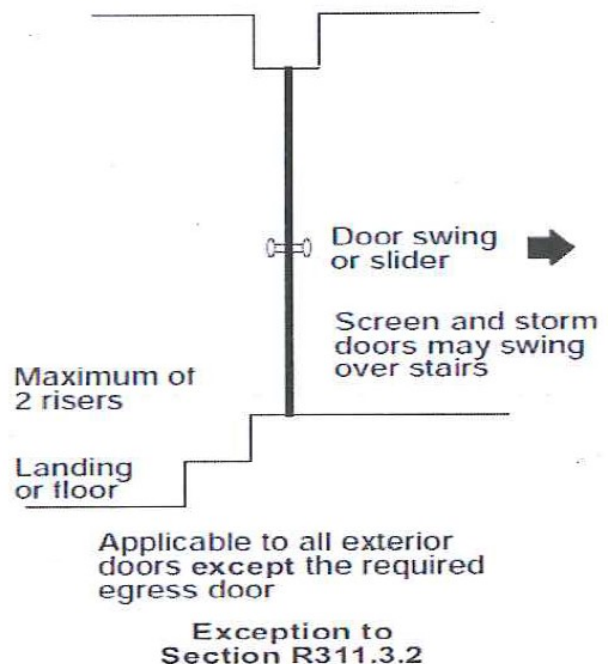 Door swing
or slider
Screen and storm
doors may swing
over stairs
Maximum of
2 risers
Landing
or floor
Applicable to all exterior
doors except the required
egress door
Exception to
Section R311.3.2